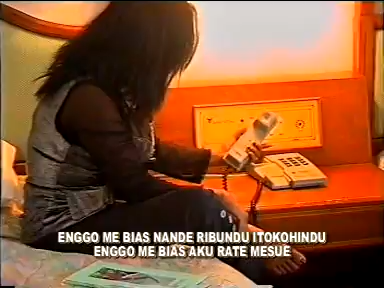 ENGGO ME BIAS NANDE RIBUNDU ITOKOHINDU
ENGGO ME BIAS AKU RATE MESUE